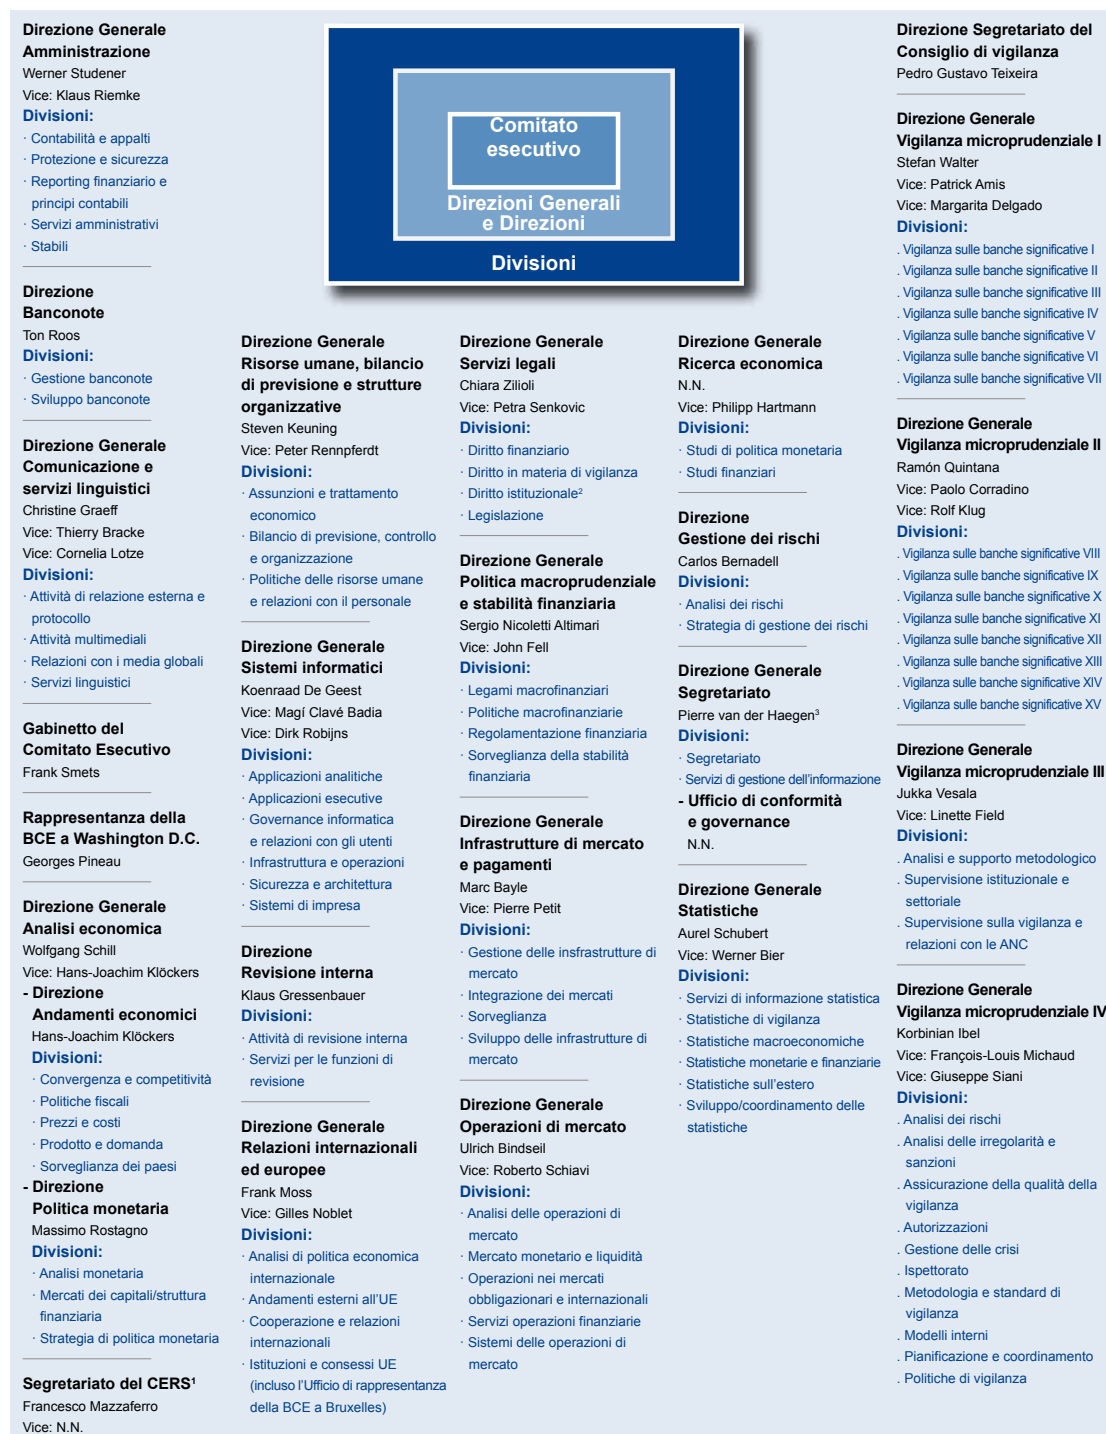 Direzione Generale
Amministrazione
Werner Studener
Vice: Klaus Riemke
Divisioni:
· Contabilità e appalti
· Protezione e sicurezza
· Reporting finanziario e
principi contabili
· Servizi amministrativi
· Stabili
Direzione
Banconote
Ton Roos
Divisioni:
· Gestione banconote
· Sviluppo banconote
Direzione Generale
Comunicazione e
servizi linguistici
Christine Graeff
Vice: Thierry Bracke
Vice: Cornelia Lotze
Divisioni:
· Attività di relazione esterna e
protocollo
· Attività multimediali
· Relazioni con i media globali
· Servizi linguistici
Gabinetto del
Comitato Esecutivo
Frank Smets
Rappresentanza della
BCE a Washington D.C.
Georges Pineau
Direzione Generale
Analisi economica
Wolfgang Schill
Vice: Hans-Joachim Klöckers
- Direzione
Andamenti economici
Hans-Joachim Klöckers
Divisioni:
· Convergenza e competitività
· Politiche fiscali
· Prezzi e costi
· Prodotto e domanda
· Sorveglianza dei paesi
- Direzione
Politica monetaria
Massimo Rostagno
Divisioni:
· Analisi monetaria
· Mercati dei capitali/struttura
finanziaria
· Strategia di politica monetaria
Segretariato del CERS¹
Francesco Mazzaferro
Vice: N.N.
Comitato
esecutivo
Direzioni Generali
e Direzioni
Divisioni
Direzione Generale
Risorse umane, bilancio
di previsione e strutture
organizzative
Steven Keuning
Vice: Peter Rennpferdt
Divisioni:
· Assunzioni e trattamento
economico
· Bilancio di previsione, controllo
e organizzazione
· Politiche delle risorse umane
e relazioni con il personale
Direzione Generale
Sistemi informatici
Koenraad De Geest
Vice: Magí Clavé Badia
Vice: Dirk Robijns
Divisioni:
· Applicazioni analitiche
· Applicazioni esecutive
· Governance informatica
e relazioni con gli utenti
· Infrastruttura e operazioni
· Sicurezza e architettura
· Sistemi di impresa
Direzione
Revisione interna
Klaus Gressenbauer
Divisioni:
· Attività di revisione interna
· Servizi per le funzioni di
revisione
Direzione Generale
Relazioni internazionali
ed europee
Frank Moss
Vice: Gilles Noblet
Divisioni:
· Analisi di politica economica
internazionale
· Andamenti esterni all'UE
· Cooperazione e relazioni
internazionali
· Istituzioni e consessi UE
(incluso l'Ufficio di rappresentanza
della BCE a Bruxelles)
Direzione Generale
Servizi legali
Chiara Zilioli
Vice: Petra Senkovic
Divisioni:
· Diritto finanziario
· Diritto in materia di vigilanza
· Diritto istituzionale²
· Legislazione
Direzione Generale
Politica macroprudenziale
e stabilità finanziaria
Sergio Nicoletti Altimari
Vice: John Fell
Divisioni:
· Legami macrofinanziari
· Politiche macrofinanziarie
· Regolamentazione finanziaria
· Sorveglianza della stabilità
finanziaria
Direzione Generale
Infrastrutture di mercato
e pagamenti
Marc Bayle
Vice: Pierre Petit
Divisioni:
· Gestione delle insfrastrutture di
mercato
· Integrazione dei mercati
· Sorveglianza
· Sviluppo delle infrastrutture di
mercato
Direzione Generale
Operazioni di mercato
Ulrich Bindseil
Vice: Roberto Schiavi
Divisioni:
· Analisi delle operazioni di
mercato
· Mercato monetario e liquidità
· Operazioni nei mercati
obbligazionari e internazionali
· Servizi operazioni finanziarie
· Sistemi delle operazioni di
mercato
Direzione Generale
Ricerca economica
N.N.
Vice: Philipp Hartmann
Divisioni:
· Studi di politica monetaria
· Studi finanziari
Direzione
Gestione dei rischi
Carlos Bernadell
Divisioni:
· Analisi dei rischi
· Strategia di gestione dei rischi
Direzione Generale
Segretariato
Pierre van der Haegen³
Divisioni:
· Segretariato
· Servizi di gestione dell'informazione
- Ufficio di conformità
e governance
N.N.
Direzione Generale
Statistiche
Aurel Schubert
Vice: Werner Bier
Divisioni:
· Servizi di informazione statistica
· Statistiche di vigilanza
· Statistiche macroeconomiche
· Statistiche monetarie e finanziarie
· Statistiche sull'estero
· Sviluppo/coordinamento delle
statistiche
Direzione Segretariato del
Consiglio di vigilanza
Pedro Gustavo Teixeira
Direzione Generale
Vigilanza microprudenziale I
Stefan Walter
Vice: Patrick Amis
Vice: Margarita Delgado
Divisioni:
. Vigilanza sulle banche significative I
. Vigilanza sulle banche significative II
. Vigilanza sulle banche significative III
. Vigilanza sulle banche significative IV
. Vigilanza sulle banche significative V
. Vigilanza sulle banche significative VI
. Vigilanza sulle banche significative VII
Direzione Generale
Vigilanza microprudenziale II
Ramón Quintana
Vice: Paolo Corradino
Vice: Rolf Klug
Divisioni:
. Vigilanza sulle banche significative VIII
. Vigilanza sulle banche significative IX
. Vigilanza sulle banche significative X
. Vigilanza sulle banche significative XI
. Vigilanza sulle banche significative XII
. Vigilanza sulle banche significative XIII
. Vigilanza sulle banche significative XIV
. Vigilanza sulle banche significative XV
Direzione Generale
Vigilanza microprudenziale III
Jukka Vesala
Vice: Linette Field
Divisioni:
. Analisi e supporto metodologico
. Supervisione istituzionale e
settoriale
. Supervisione sulla vigilanza e
relazioni con le ANC
Direzione Generale
Vigilanza microprudenziale IV
Korbinian Ibel
Vice: François-Louis Michaud
Vice: Giuseppe Siani
Divisioni:
. Analisi dei rischi
. Analisi delle irregolarità e
sanzioni
. Assicurazione della qualità della
vigilanza
. Autorizzazioni
. Gestione delle crisi
. Ispettorato
. Metodologia e standard di
vigilanza
. Modelli interni
. Pianificazione e coordinamento
. Politiche di vigilanza